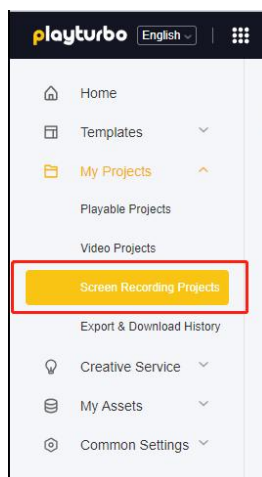 playturbo English
Home
Templates
My Projects
Playable Projects
Video Projects
Screen Recording Projects
Export & Download History
Creative Service
My Assets
Common Settings